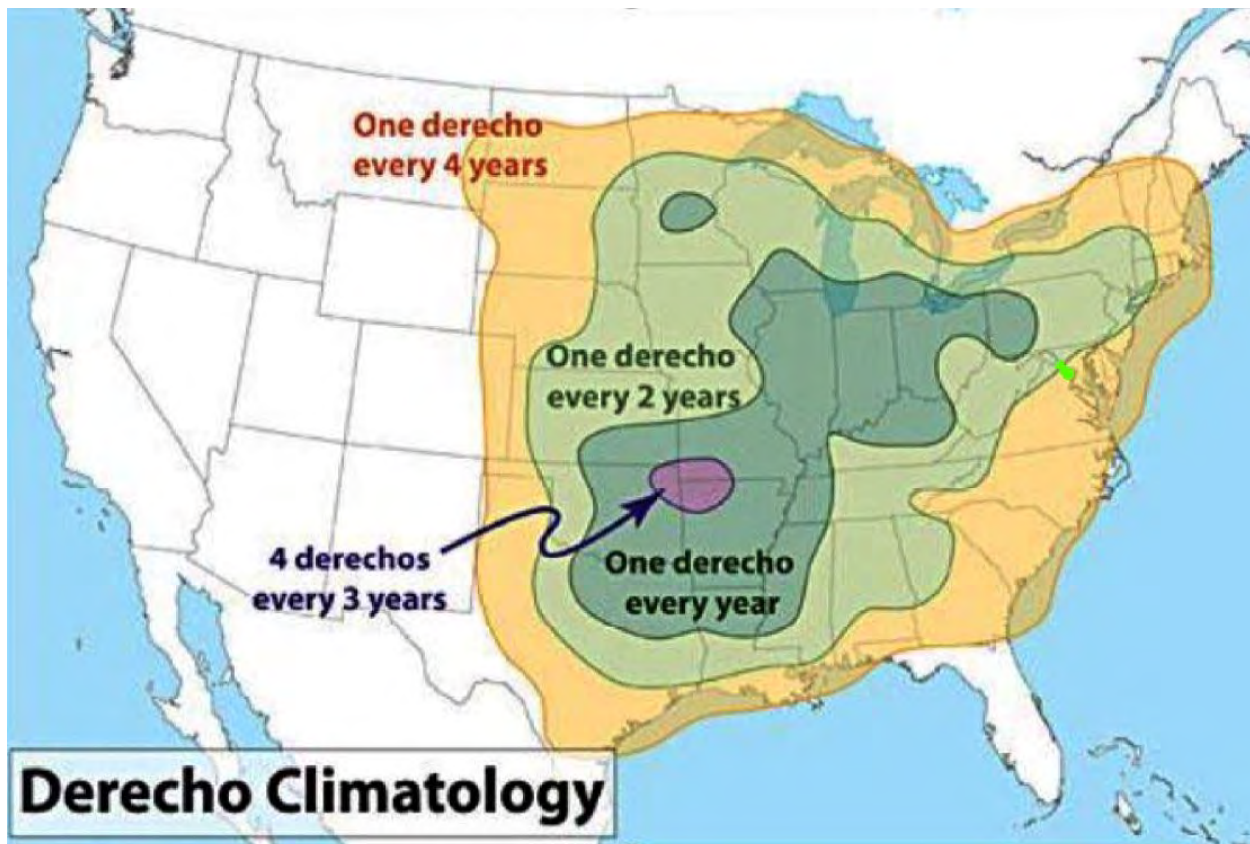 One derecho
every 4 years
One derecho
every 2 years
4 derechos
every 3 years
One derecho
every year
Derecho Climatology